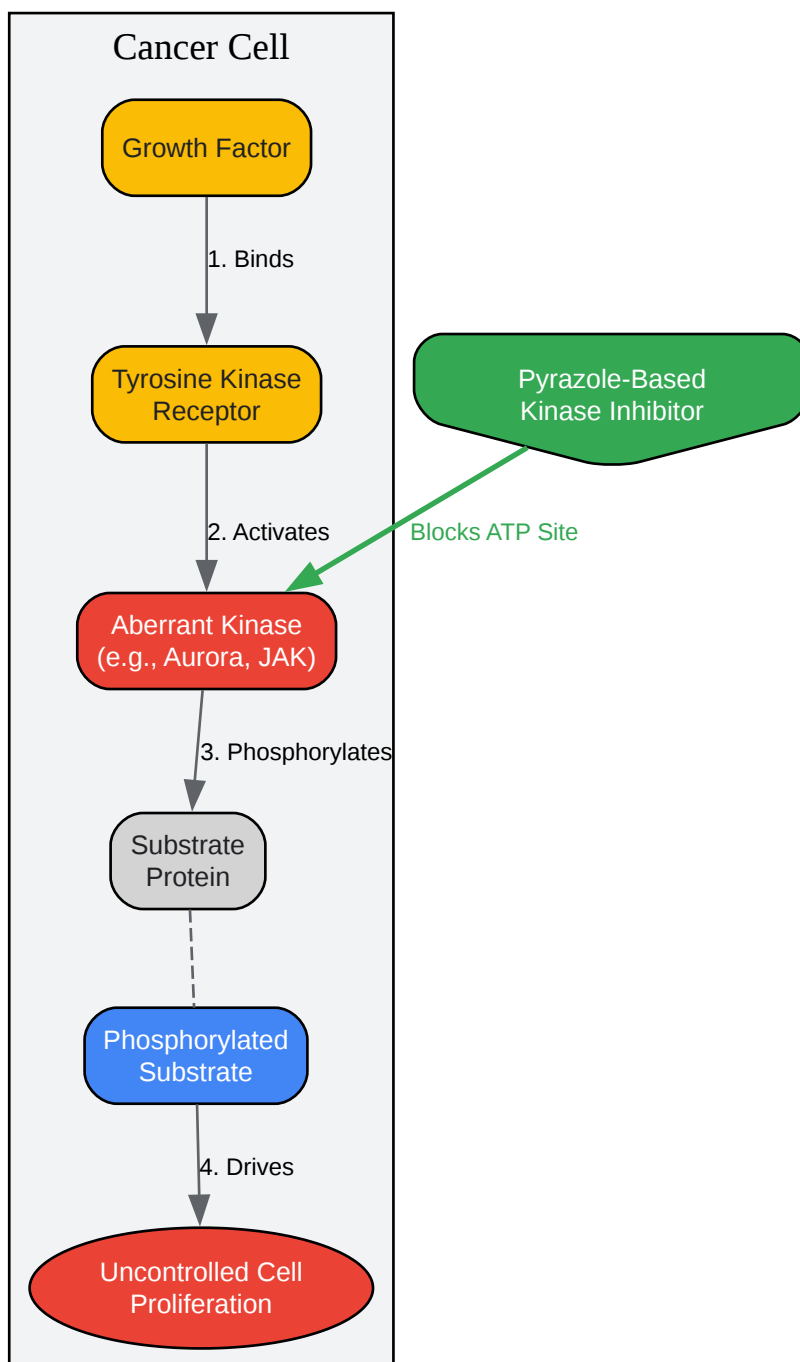 Cancer Cell
Growth Factor
1. Binds
Tyrosine Kinase
Receptor
Pyrazole-Based
Kinase Inhibitor
2. Activates
Blocks ATP Site
Aberrant Kinase
(e.g., Aurora, JAK)
3. Phosphorylates
Substrate
Protein
Phosphorylated
Substrate
4. Drives
Uncontrolled Cell
Proliferation